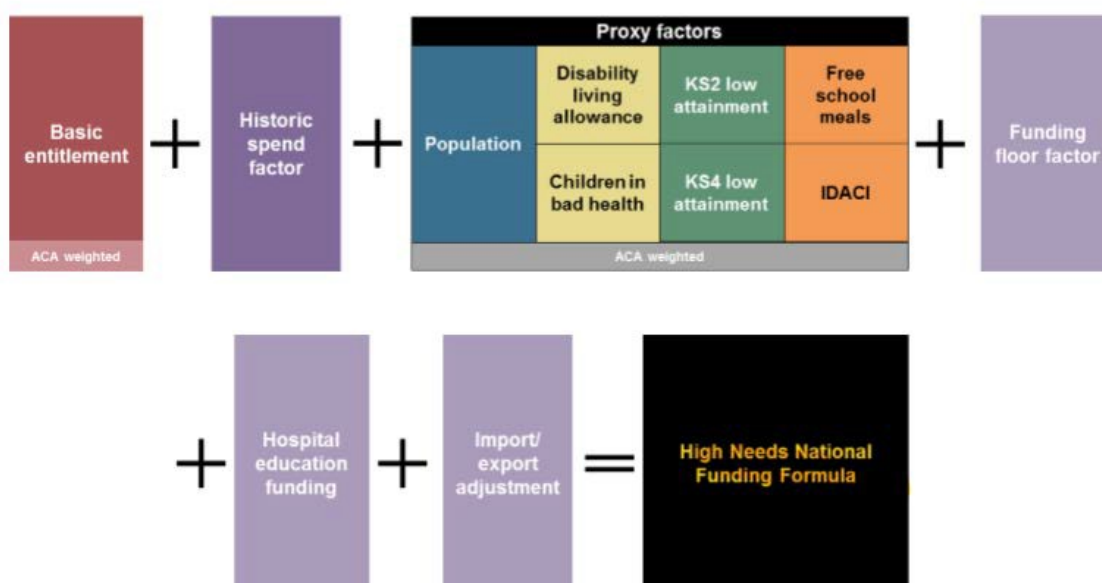 Basic
entitlement
ACA weighted
+
Historic
spend
factor
+
Proxy factors
Population
Disability
living
allowance
KS2 low
attainment
Free
school
meals
Children in
bad health
KS4 low
attainment
IDACI
ACA weighted
+
Funding
floor factor
+
Hospital
education
funding
+
Import/
export
adjustment
=
High Needs National
Funding Formula